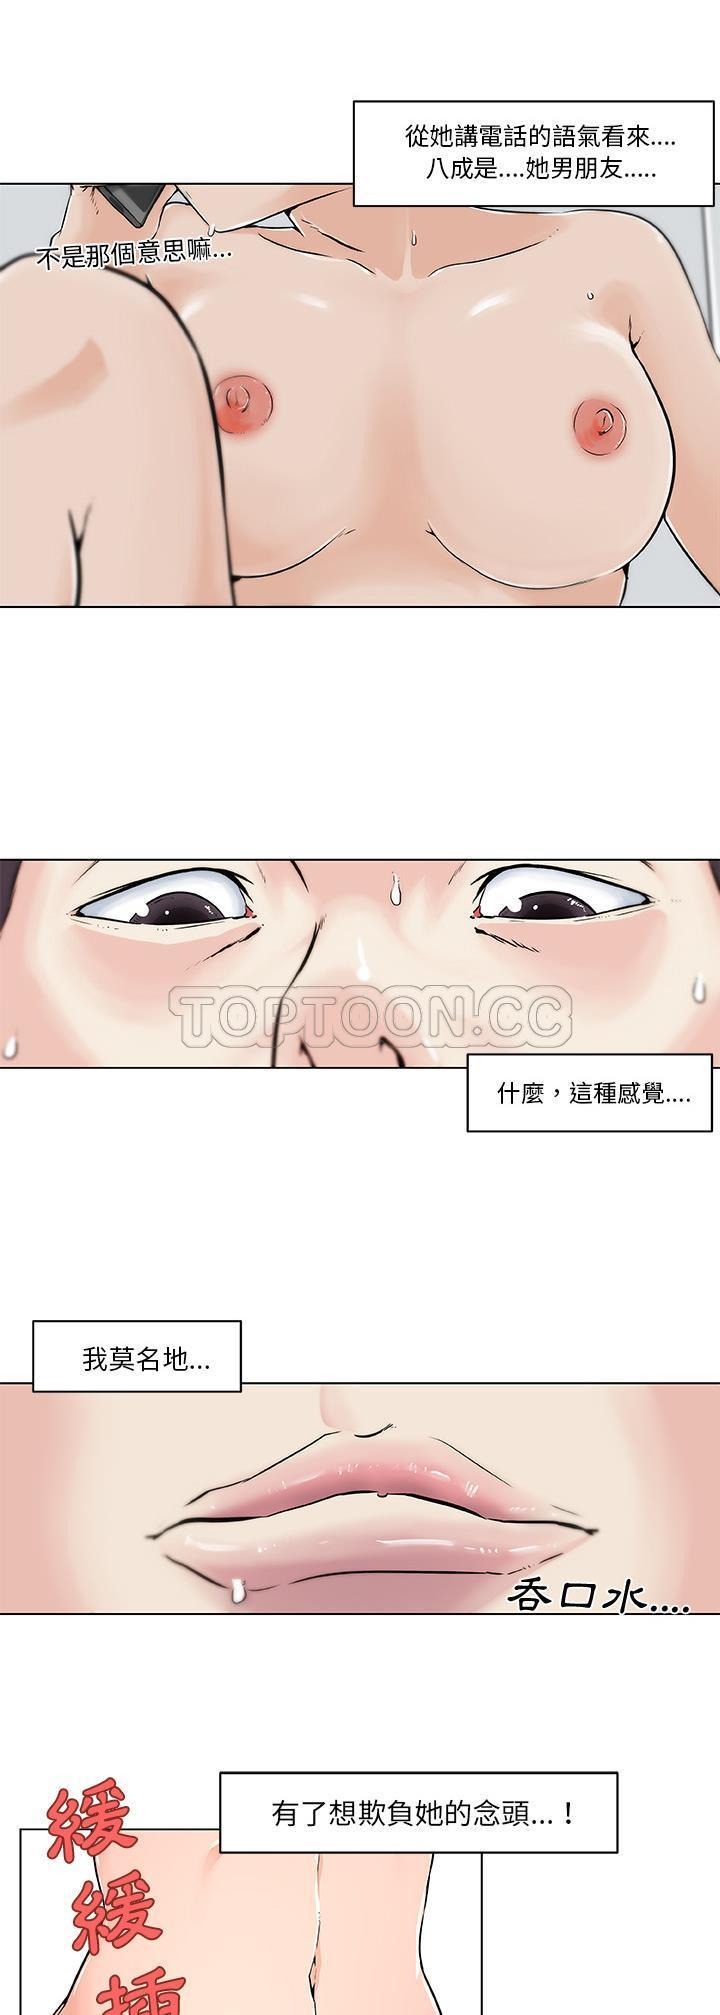 從她講電話的語氣看來....
八成是....她男朋友.....
不是那個意思嘛...
TOPTOON.CC
什麼，這種感覺....
我莫名地...
吞口水....
有了想欺負她的念頭...！
緩
緩
插